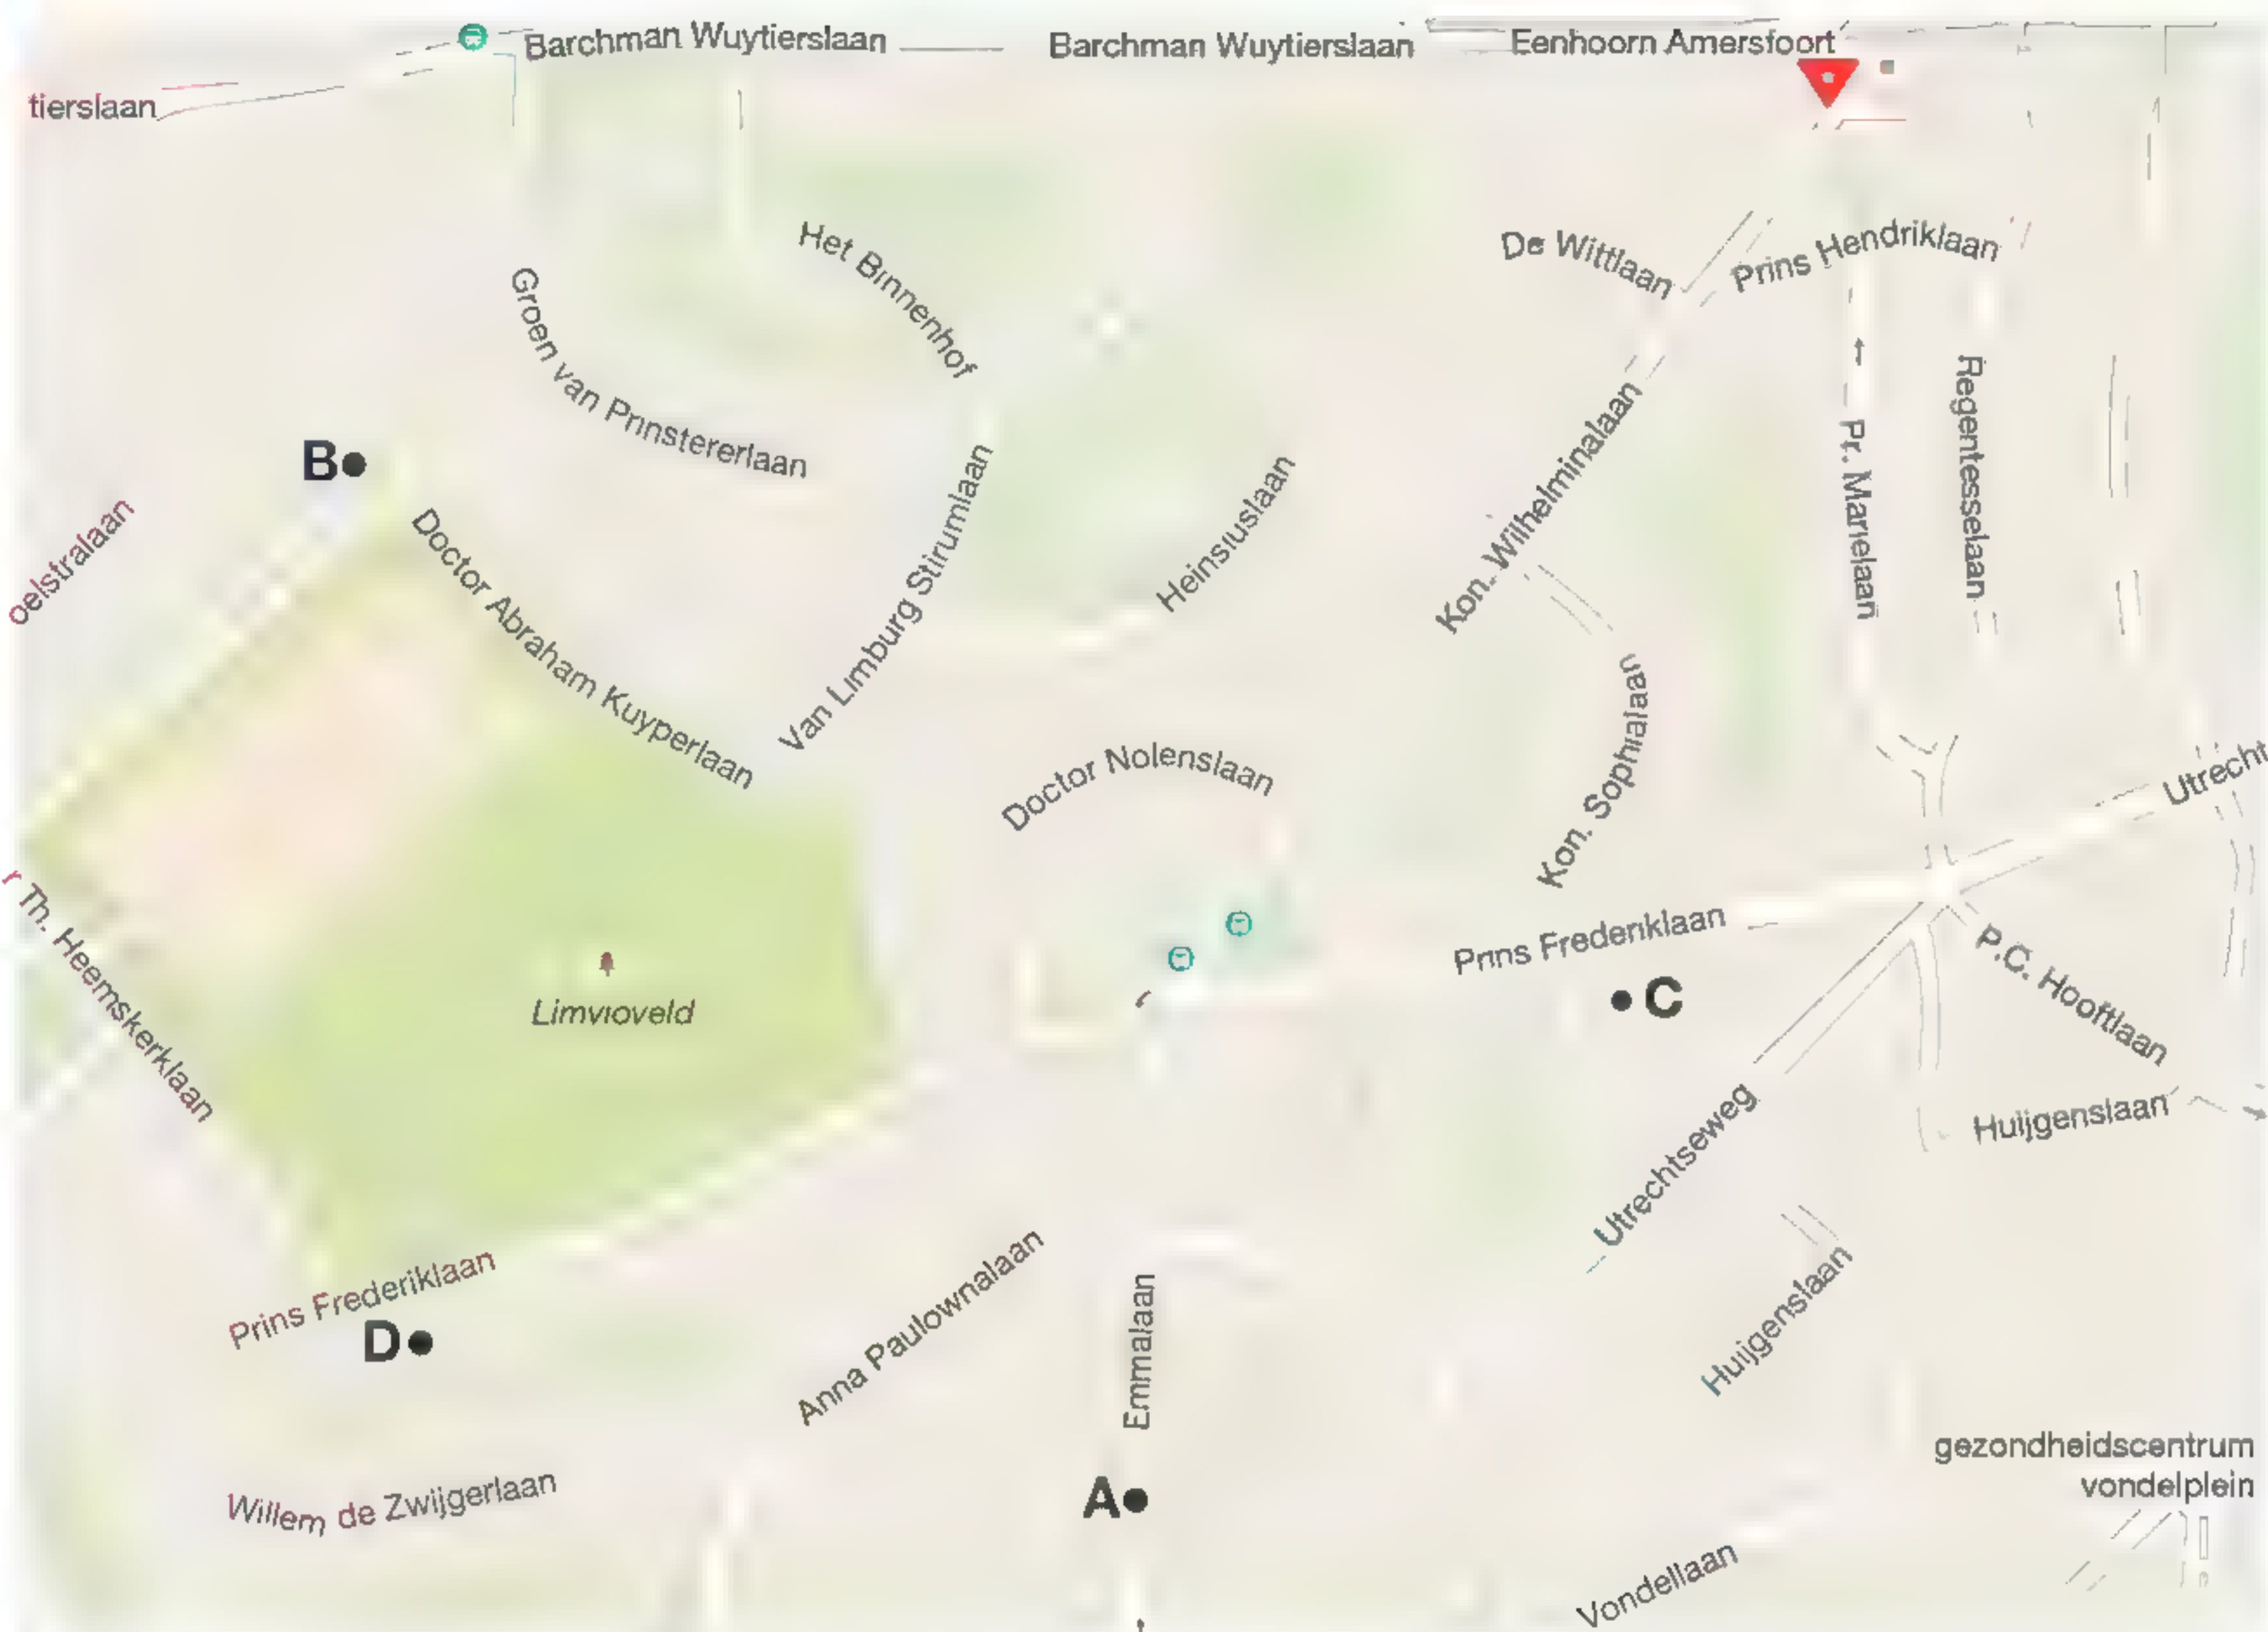 Barchman Wuytierslaan
Barchman Wuytierslaan
Eenhoorn Amersfoort
tierslaan
Het Binnenhof
De Wittlaan
Prins Hendriklaan
Groen van Prinstererlaan
Regentesselaan
Kon. Wilhelminalaan
Pr. Marielaan
B
Van Limburg Stirumlaan
Heinsiuslaan
oelstralaan
Doctor Abraham Kuyperlaan
Kon. Sophialaan
Doctor Nolenslaan
Utrecht
r Th. Heemskerklaan
Prins Frederiklaan
P.C. Hooftlaan
C
Limvioveld
Utrechtseweg
Huijgenslaan
Prins Frederiklaan
D
Anna Paulownalaan
Emmalaan
Huijgenslaan
gezondheidscentrum
vondelplein
Willem de Zwijgerlaan
A
Vondellaan